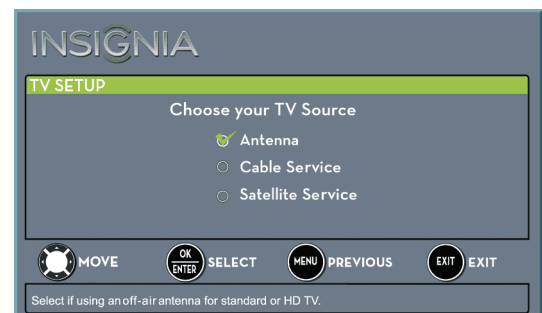 INSIGNIA
TV SETUP
Choose your TV Source
Antenna
Cable Service
Satellite Service
MOVE OK ENTER SELECT MENU PREVIOUS EXIT EXIT
Select if using an off-air antenna for standard or HD TV.